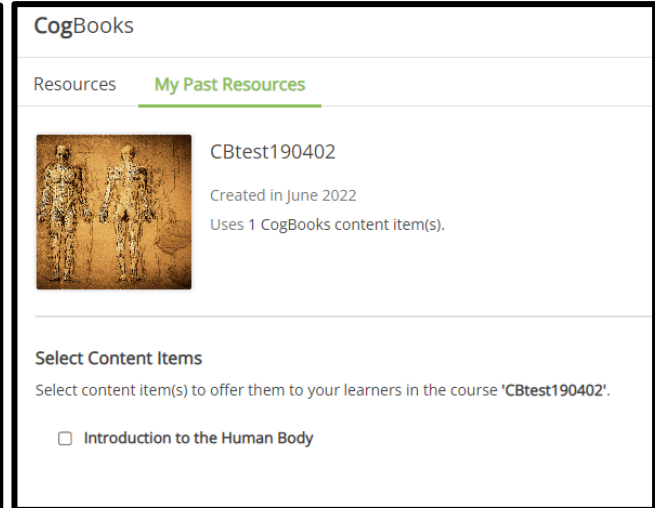 CogBooks
Resources My Past Resources
CBtest190402
Created in June 2022
Uses 1 CogBooks content item(s).
Select Content Items
Select content item(s) to offer them to your learners in the course 'CBtest190402'.
Introduction to the Human Body